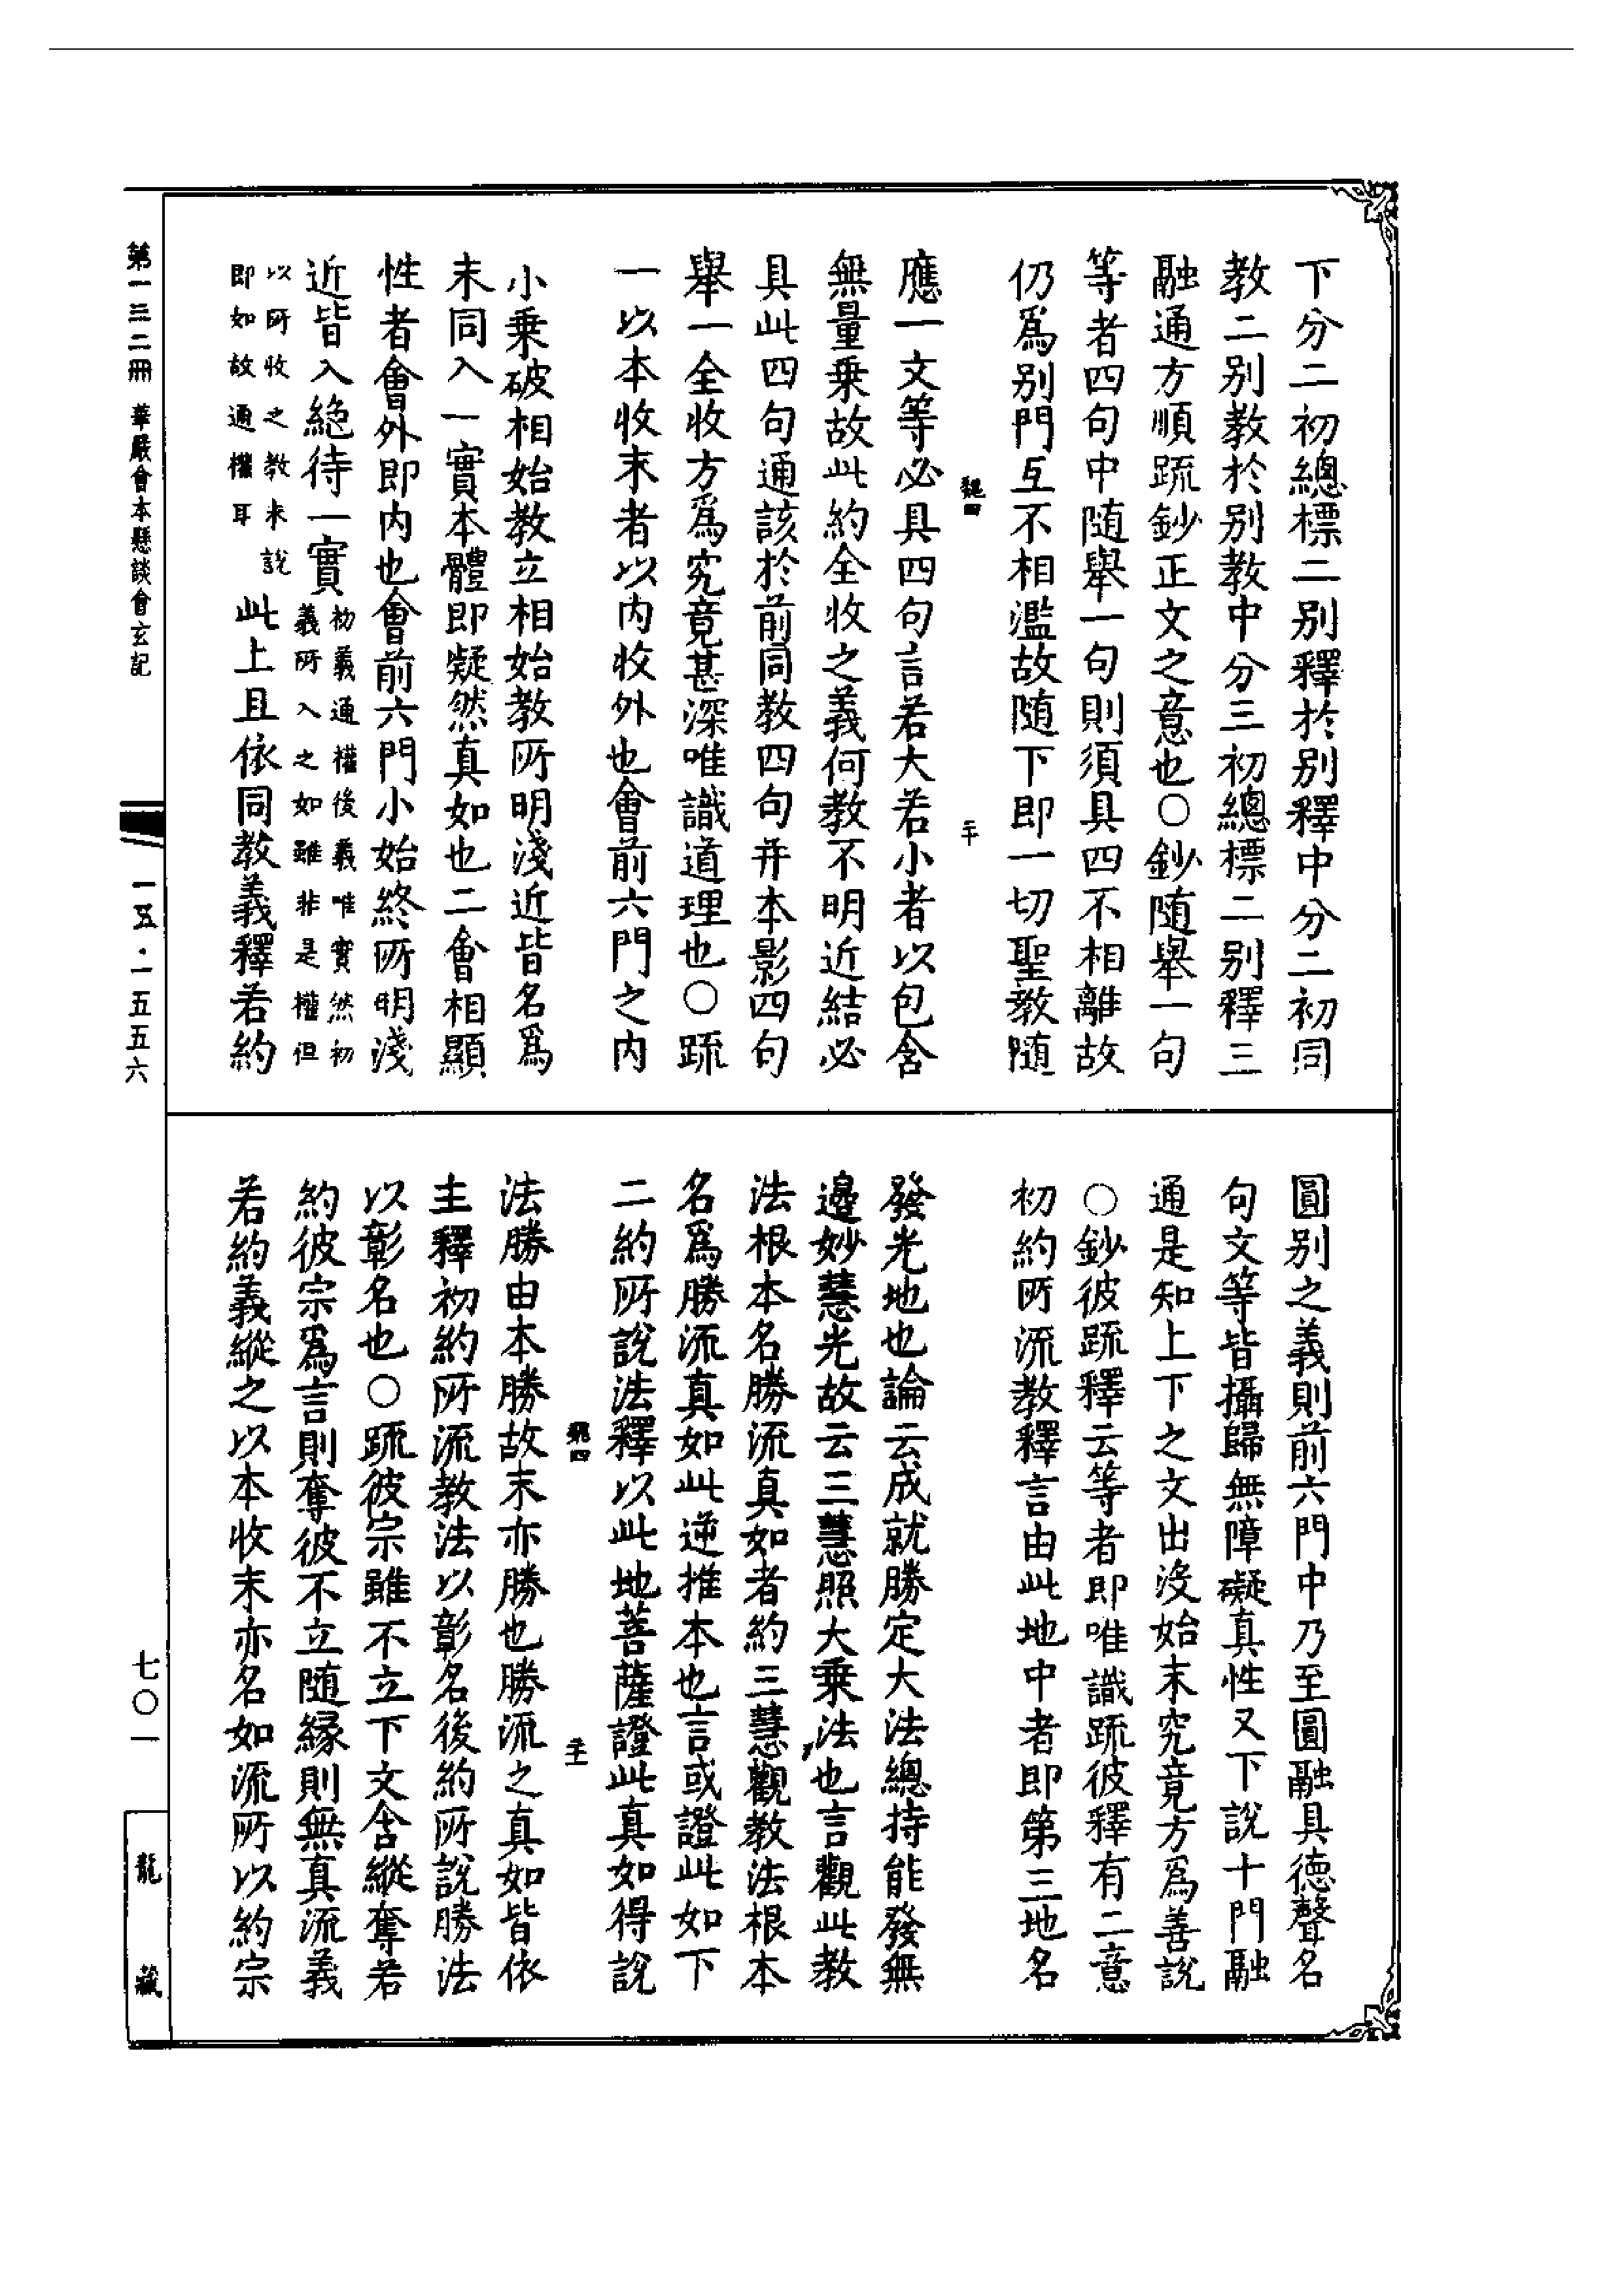 下分二初總標二別釋於別釋中分二初同
教二別教於別教中分三初總標二別釋三
融通方順䟽鈔正文之意也○鈔随舉一句
等者四句中随舉一句則須具四不相離故
仍爲別門互不相濫故随下即一切聖教随
魏四
二十
應一文等必具四句言若大若小者以包含
無量乗故此約全收之義何教不明近結必
具此四句通該於前同教四句并本影四句
舉一全收方爲究竟甚深唯識道理也○䟽
一以本收末者以内收外也會前六門之内
小乗破相始教立相始教所明淺近皆名爲
末同入一實本體即凝然真如也二會相顯
性者會外即内也會前六門小始終所明淺
近皆入絶待一實
初義通權後義唯實然初
義所入之如雖非是權但
以所收之教未說
即如故通權耳
此上且依同教義釋若約
圓別之義則前六門中乃至圓融具德聲名
句文等皆攝歸無障礙真性又下說十門融
通是知上下之文出没始末究竟方爲善說
○鈔彼䟽釋云等者即唯識䟽彼釋有二意
初約所流教釋言由此地中者即第三地名
發光地也論云成就勝定大法總持能發無
邊妙慧光故云三慧照大乗法也言觀此教
法根本名勝流真如者約三慧觀教法根本
名爲勝流真如此逆推本也言或證此如下
二約所說法釋以此地菩薩證此真如得說
魏四
法勝由本勝故末亦勝也勝流之真如皆依
主釋初約所流教法以彰名後約所說勝法
以彰名也○䟽彼宗雖不立下文含縱奪若
約彼宗爲言則奪彼不立随縁則無真流義
若約義縱之以本收末亦名如流所以約宗
第一三二冊 華嚴會本懸談會玄記
一五·一五五六
七〇一
龍藏